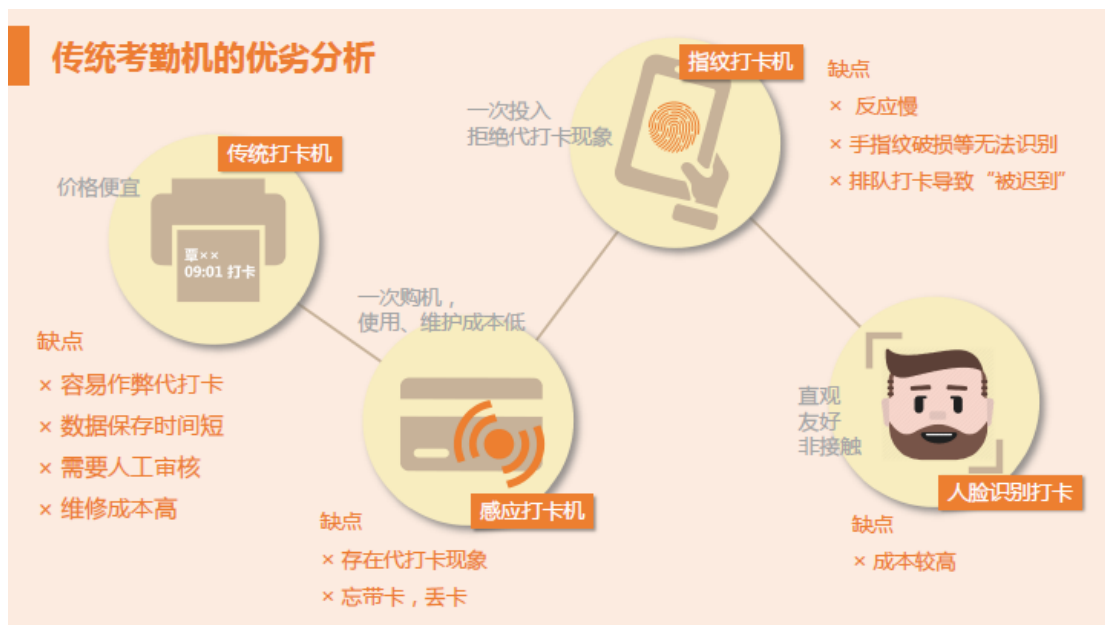 传统考勤机的优劣分析
传统打卡机
价格便宜
覃××
09:01 打卡
缺点
× 容易作弊代打卡
× 数据保存时间短
× 需要人工审核
× 维修成本高
一次购机，
使用、维护成本低
感应打卡机
缺点
× 存在代打卡现象
× 忘带卡，丢卡
指纹打卡机
一次投入
拒绝代打卡现象
缺点
× 反应慢
× 手指纹破损等无法识别
× 排队打卡导致“被迟到”
直观
友好
非接触
人脸识别打卡
缺点
× 成本较高